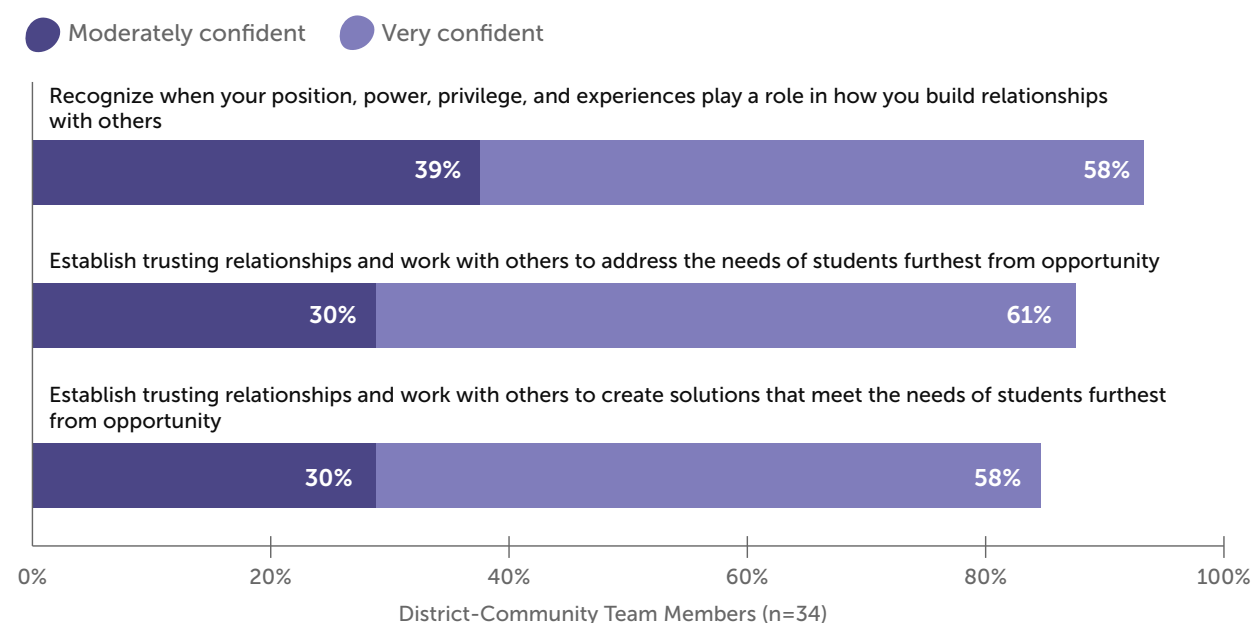 Moderately confident Very confident
Recognize when your position, power, privilege, and experiences play a role in how you build relationships
with others
39% 58%
Establish trusting relationships and work with others to address the needs of students furthest from opportunity
30% 61%
Establish trusting relationships and work with others to create solutions that meet the needs of students furthest
from opportunity
30% 58%
0% 20% 40% 60% 80% 100%
District-Community Team Members (n=34)